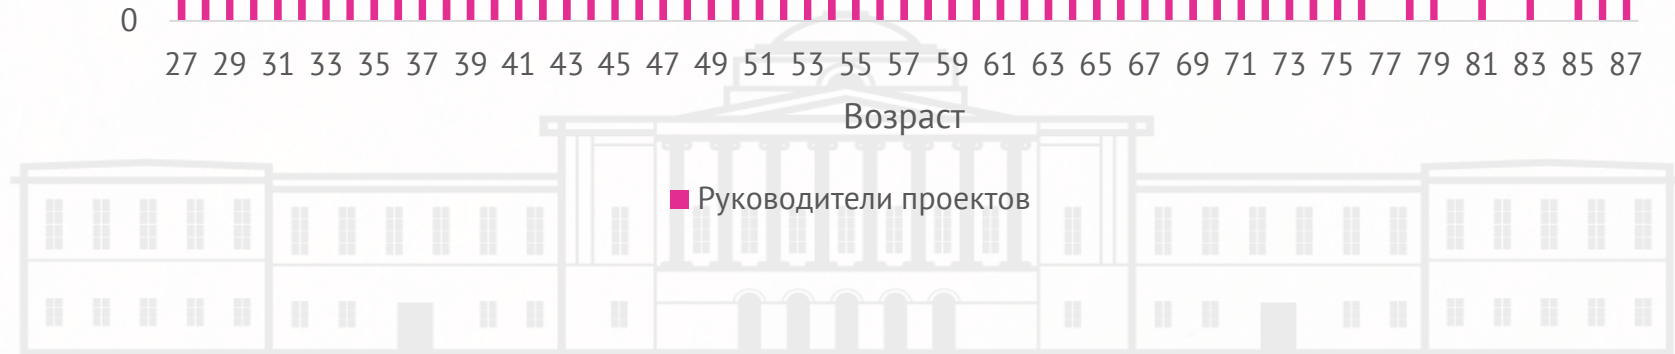 0
27 29 31 33 35 37 39 41 43 45 47 49 51 53 55 57 59 61 63 65 67 69 71 73 75 77 79 81 83 85 87
Возраст
Руководители проектов